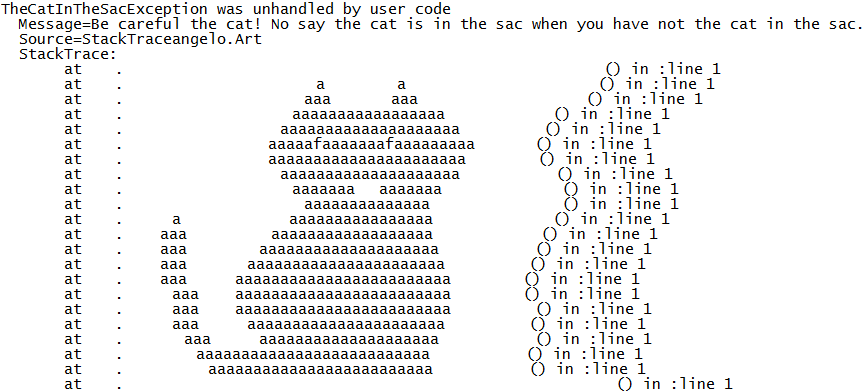 TheCatInTheSacException was unhandled by user code
Message=Be careful the cat! No say the cat is in the sac when you have not the cat in the sac.
Source=StackTraceangelo.Art
StackTrace:
at . () in :line 1
at . a a () in :line 1
at . aaa aaa () in :line 1
at . aaaaaaaaaaaaaaaaa () in :line 1
at . aaaaaaaaaaaaaaaaaaaa () in :line 1
at . aaaaafaaaaaaafaaaaaaaaa () in :line 1
at . aaaaaaaaaaaaaaaaaaaaaa () in :line 1
at . aaaaaaaaaaaaaaaaaaaa () in :line 1
at . aaaaaaa aaaaaaa () in :line 1
at . aaaaaaaaaaaaaa () in :line 1
at . a aaaaaaaaaaaaaaaa () in :line 1
at . aaa aaaaaaaaaaaaaaaaaa () in :line 1
at . aaa aaaaaaaaaaaaaaaaaaaa () in :line 1
at . aaa aaaaaaaaaaaaaaaaaaaaaa () in :line 1
at . aaa aaaaaaaaaaaaaaaaaaaaaaaa () in :line 1
at . aaa aaaaaaaaaaaaaaaaaaaaaaaa () in :line 1
at . aaa aaaaaaaaaaaaaaaaaaaaaaaa () in :line 1
at . aaa aaaaaaaaaaaaaaaaaaaaaa () in :line 1
at . aaa aaaaaaaaaaaaaaaaaaaa () in :line 1
at . aaaaaaaaaaaaaaaaaaaaaaaaaa () in :line 1
at . aaaaaaaaaaaaaaaaaaaaaaaaa () in :line 1
at . () in :line 1